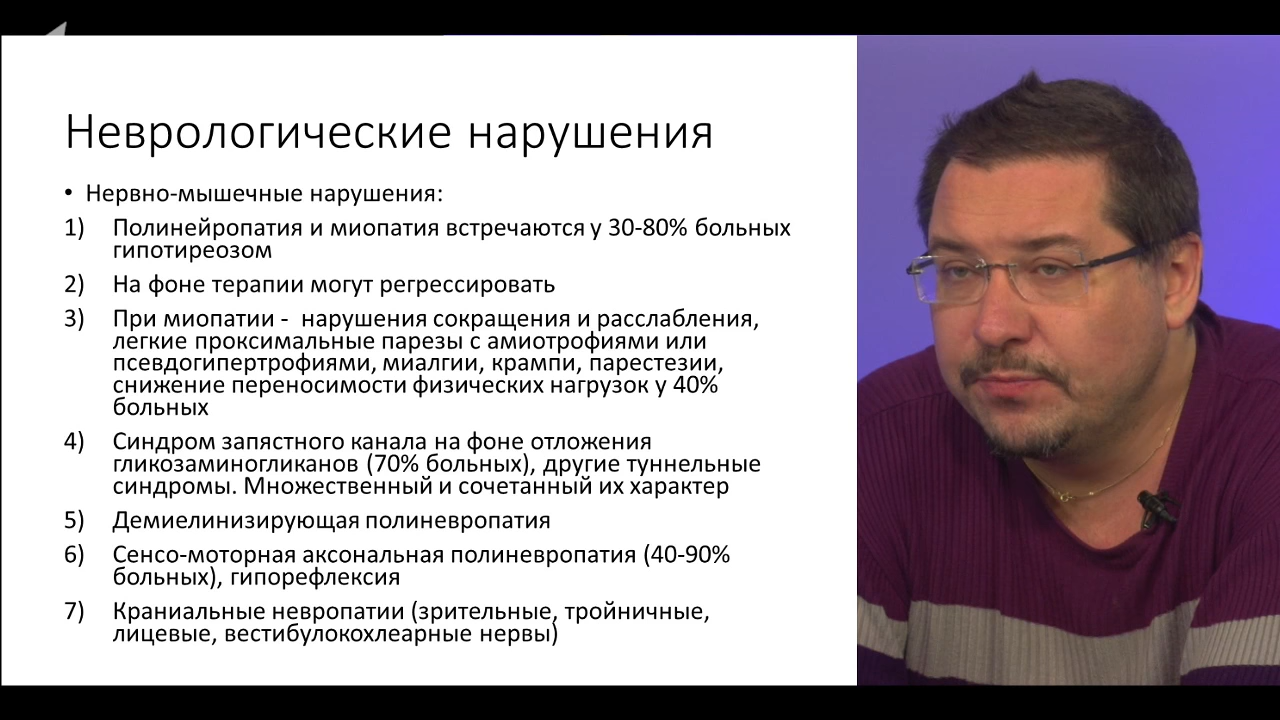 Неврологические нарушения
• Нервно-мышечные нарушения:
1) Полинейропатия и миопатия встречаются у 30-80% больных
гипотиреозом
2) На фоне терапии могут регрессировать
3) При миопатии - нарушения сокращения и расслабления,
легкие проксимальные парезы с амиотрофиями или
псевдогипертрофиями, миалгии, крампи, парестезии,
снижение переносимости физических нагрузок у 40%
больных
4) Синдром запястного канала на фоне отложения
гликозаминогликанов (70% больных), другие туннельные
синдромы. Множественный и сочетанный их характер
5) Демиелинизирующая полиневропатия
6) Сенсо-моторная аксональная полиневропатия (40-90%
больных), гипорефлексия
7) Краниальные невропатии (зрительные, тройничные,
лицевые, вестибулокохлеарные нервы)